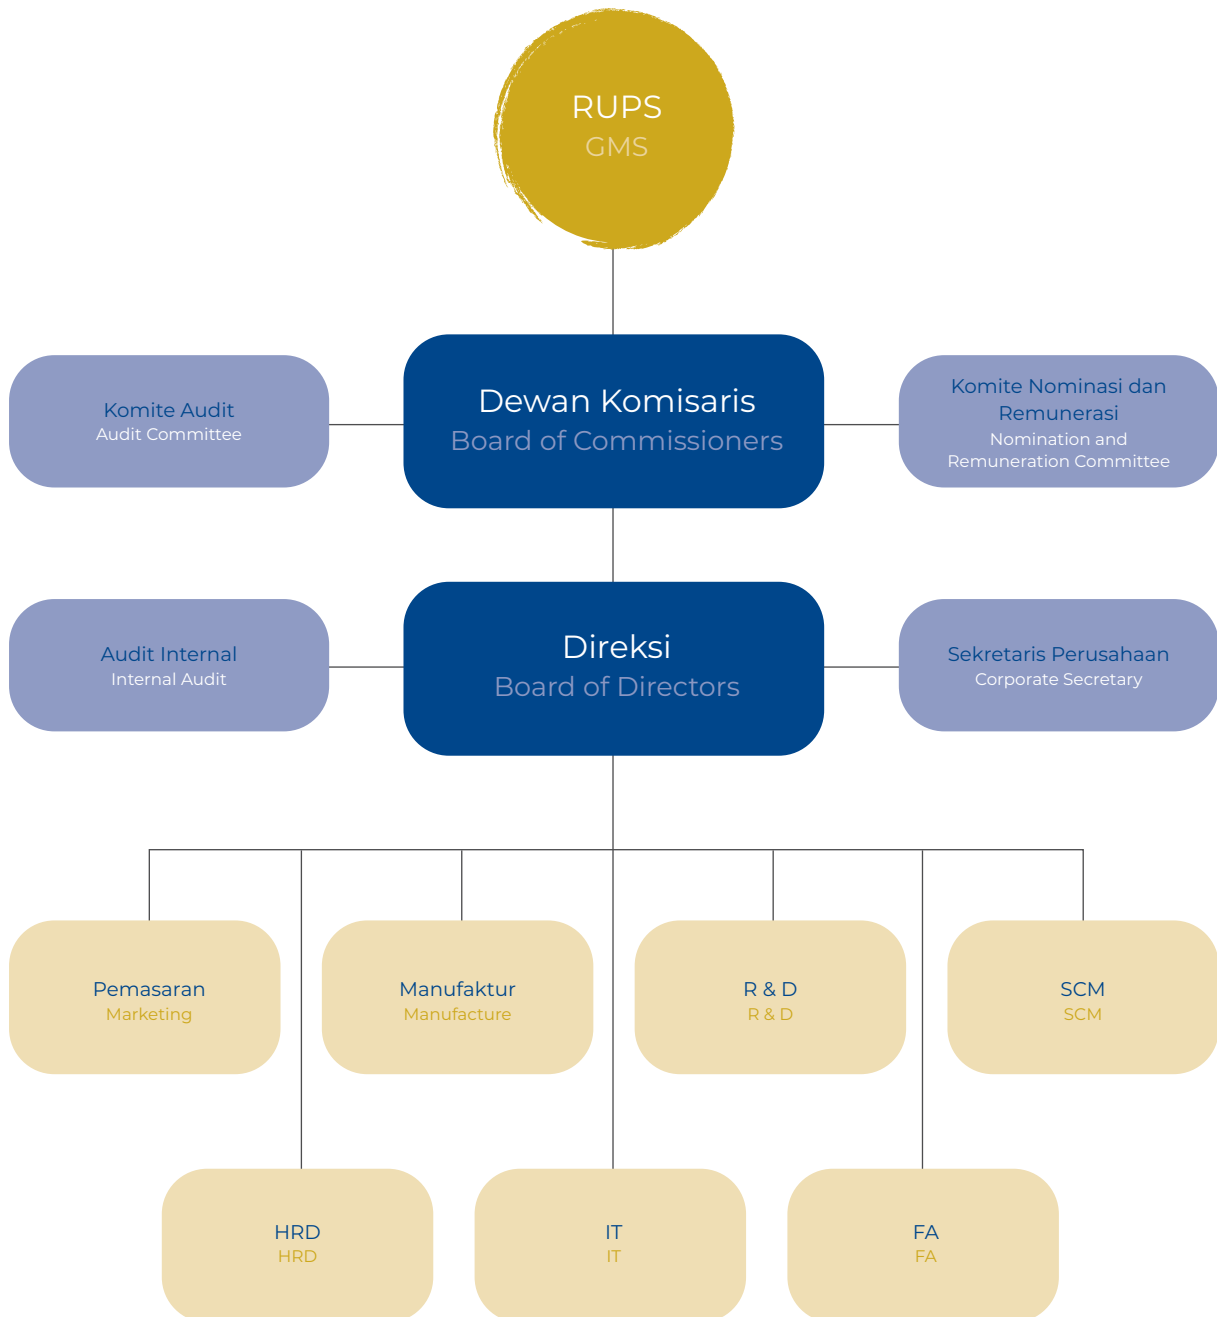 RUPS
GMS
Komite Audit
Audit Committee
Dewan Komisaris
Board of Commissioners
Komite Nominasi dan
Remunerasi
Nomination and
Remuneration Committee
Audit Internal
Internal Audit
Direksi
Board of Directors
Sekretaris Perusahaan
Corporate Secretary
Pemasaran
Marketing
Manufaktur
Manufacture
R & D
R & D
SCM
SCM
HRD
HRD
IT
IT
FA
FA